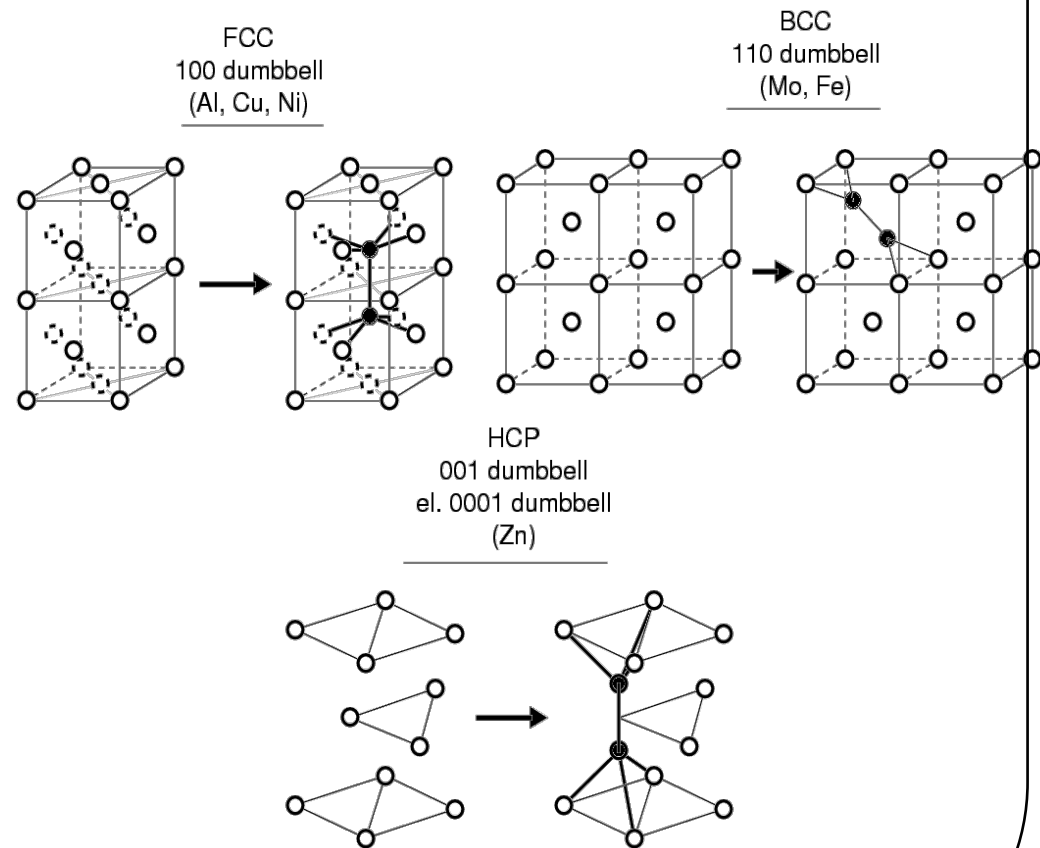 FCC
100 dumbbell
(Al, Cu, Ni)
BCC
110 dumbbell
(Mo, Fe)
HCP
001 dumbbell
el. 0001 dumbbell
(Zn)